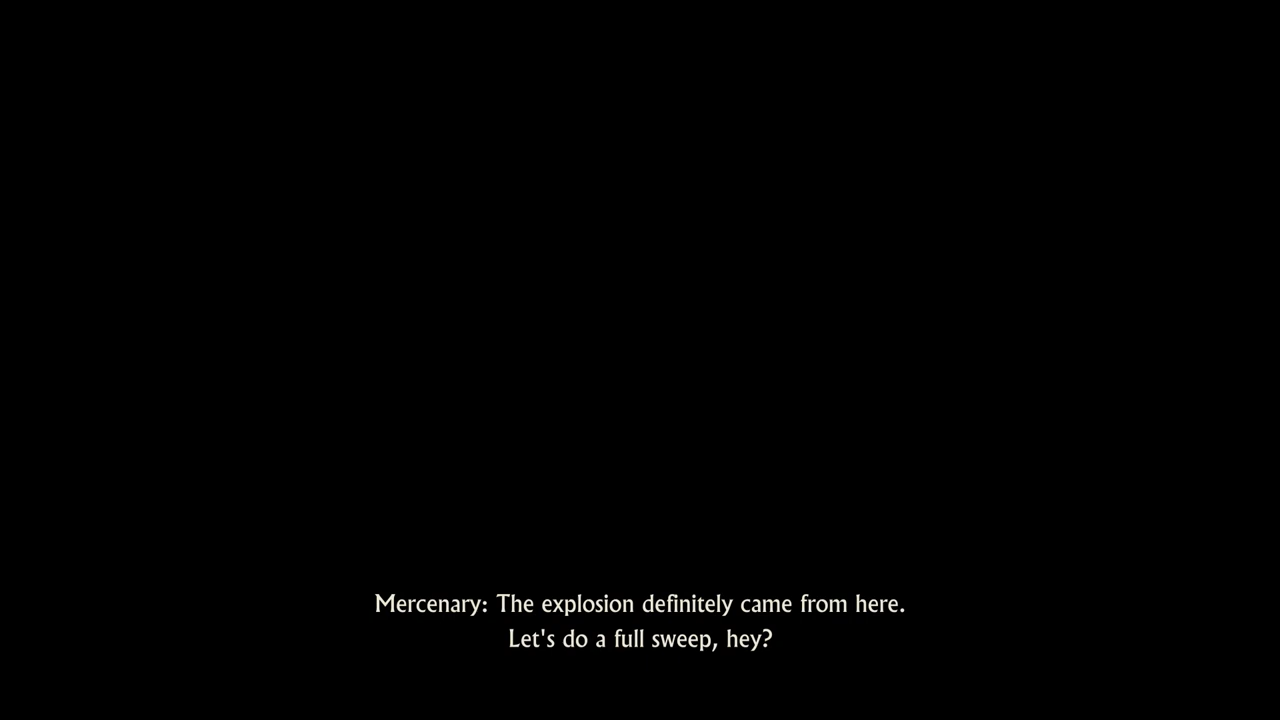 Mercenary: The explosion definitely came from here.
Let's do a full sweep, hey?